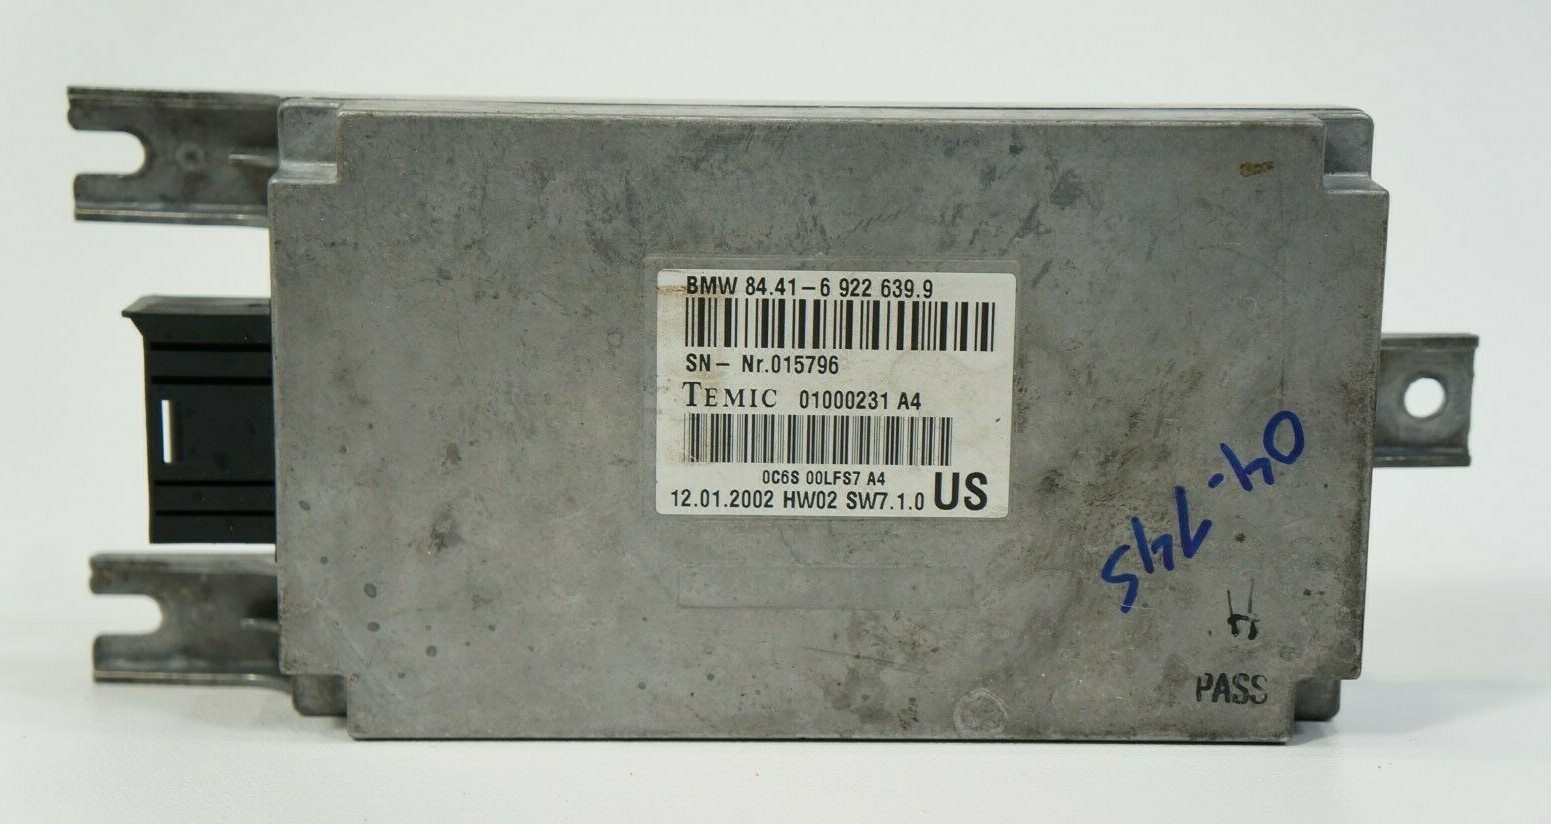 BMW 84.41-6 922 639.9
SN- Nr.015796
TEMIC 01000231 A4
0C6S 00LFS7 A4
12.01.2002 HW02 SW7.1.0 US
04-745
H
PASS